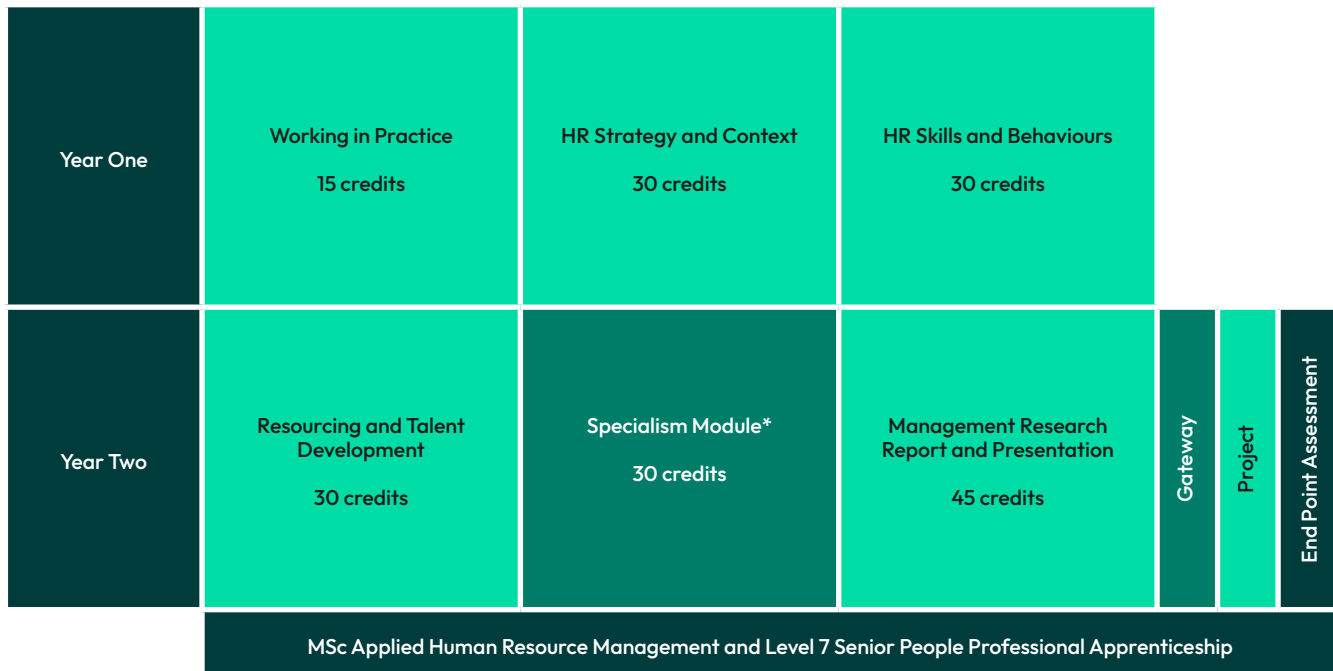 Year One
Working in Practice
15 credits
HR Strategy and Context
30 credits
HR Skills and Behaviours
30 credits
Year Two
Resourcing and Talent
Development
30 credits
Specialism Module*
30 credits
Management Research
Report and Presentation
45 credits
Gateway
Project
End Point Assessment
MSc Applied Human Resource Management and Level 7 Senior People Professional Apprenticeship